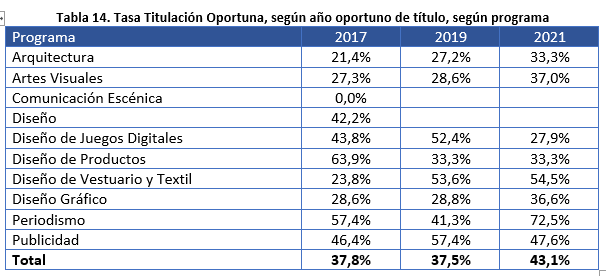 Tabla 14. Tasa Titulación Oportuna, según año oportuno de título, según programa
Programa 2017 2019 2021
Arquitectura 21,4% 27,2% 33,3%
Artes Visuales 27,3% 28,6% 37,0%
Comunicación Escénica 0,0%
Diseño 42,2%
Diseño de Juegos Digitales 43,8% 52,4% 27,9%
Diseño de Productos 63,9% 33,3% 33,3%
Diseño de Vestuario y Textil 23,8% 53,6% 54,5%
Diseño Gráfico 28,6% 28,8% 36,6%
Periodismo 57,4% 41,3% 72,5%
Publicidad 46,4% 57,4% 47,6%
Total 37,8% 37,5% 43,1%